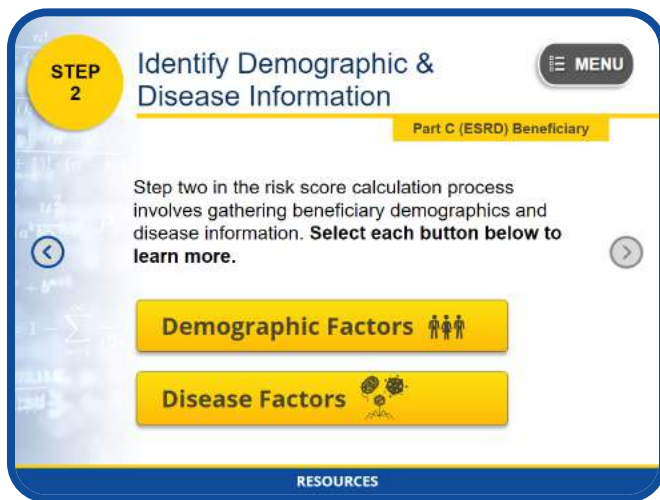 STEP
2
Identify Demographic &
Disease Information
MENU
Part C (ESRD) Beneficiary
Step two in the risk score calculation process
involves gathering beneficiary demographics and
disease information. Select each button below to
learn more.
Demographic Factors
Disease Factors
RESOURCES